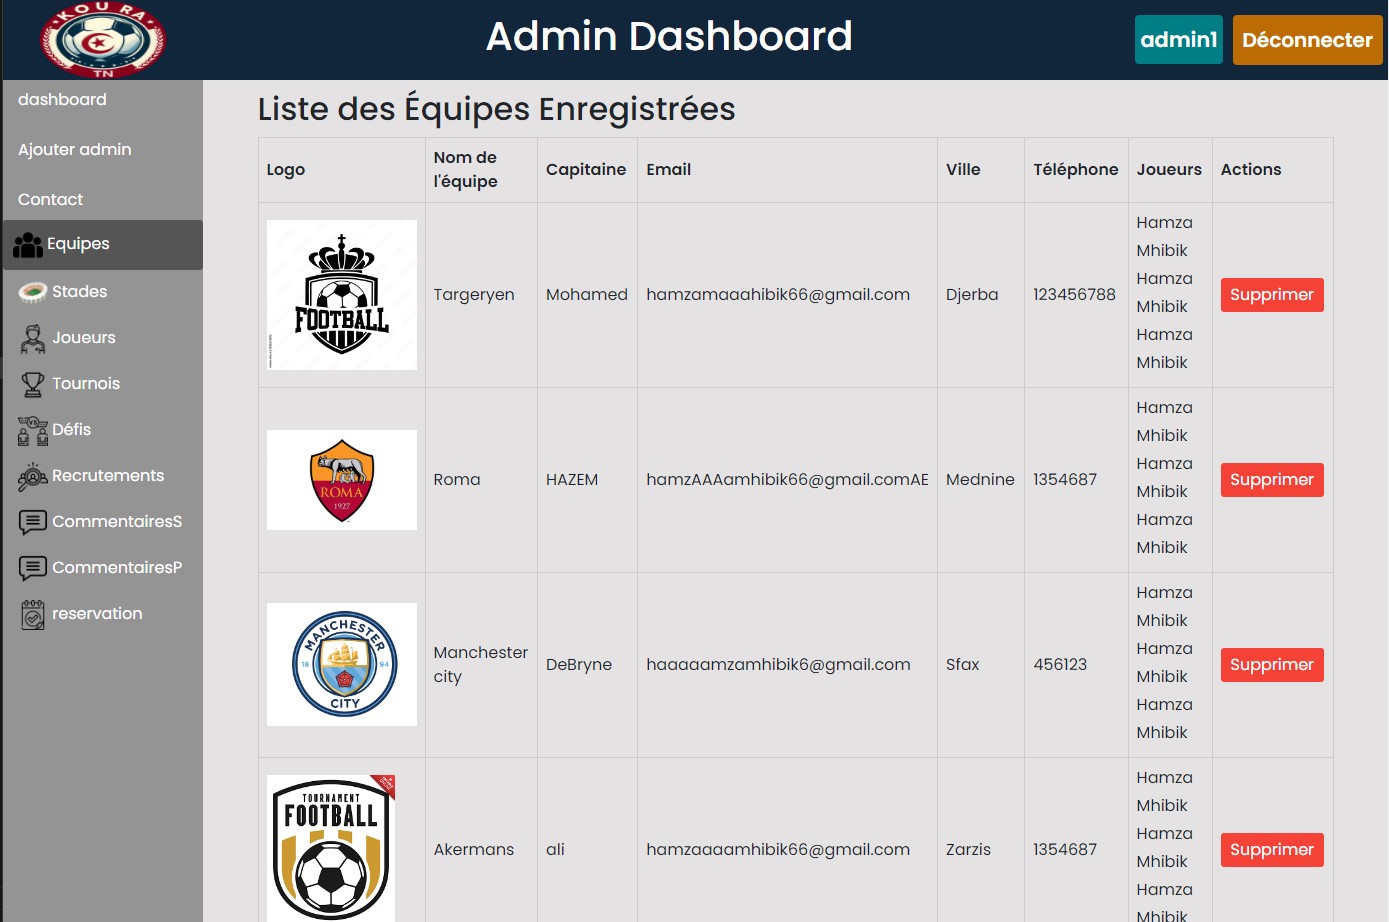 KOURA
TN
Admin Dashboard
admin1
Déconnecter
dashboard
Ajouter admin
Contact
Equipes
Stades
Joueurs
Tournois
VS
Défis
Recrutements
CommentairesS
CommentairesP
reservation
Liste des Équipes Enregistrées
Logo
Nom de
l'équipe
Capitaine
Email
Ville
Téléphone
Joueurs
Actions
FOOTBALL
Targeryen
Mohamed
hamzamaaahibik66@gmail.com
Djerba
123456788
Hamza
Mhibik
Hamza
Mhibik
Hamza
Mhibik
Supprimer
ROMA
1927
Roma
HAZEM
hamzAAAamhibik66@gmail.comAE
Mednine
1354687
Hamza
Mhibik
Hamza
Mhibik
Hamza
Mhibik
Supprimer
MANCHESTER
18 94
CITY
Manchester
city
DeBryne
haaaaamzamhibik6@gmail.com
Sfax
456123
Hamza
Mhibik
Hamza
Mhibik
Hamza
Mhibik
Supprimer
TOURNAMENT
FOOTBALL
Akermans
ali
hamzaaaamhibik66@gmail.com
Zarzis
1354687
Hamza
Mhibik
Hamza
Mhibik
Hamza
Mhibik
Supprimer